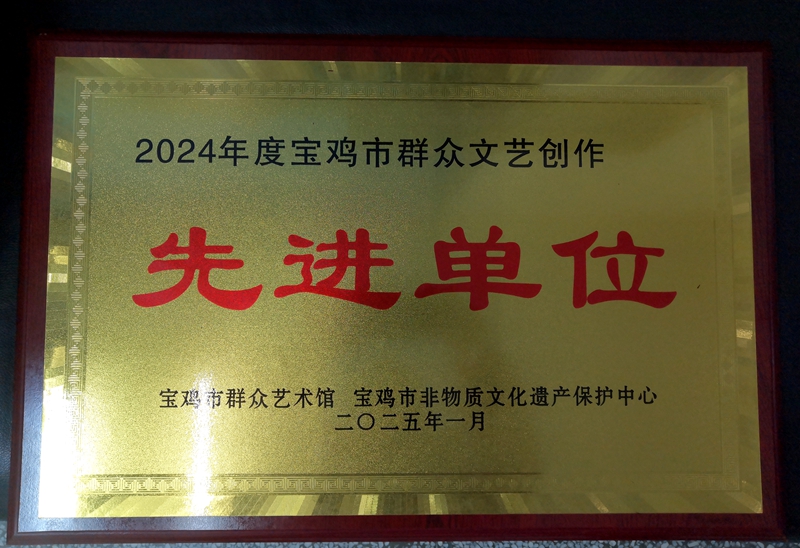 2024年度宝鸡市群众文艺创作
先进单位
宝鸡市群众艺术馆 宝鸡市非物质文化遗产保护中心
二〇二五年一月